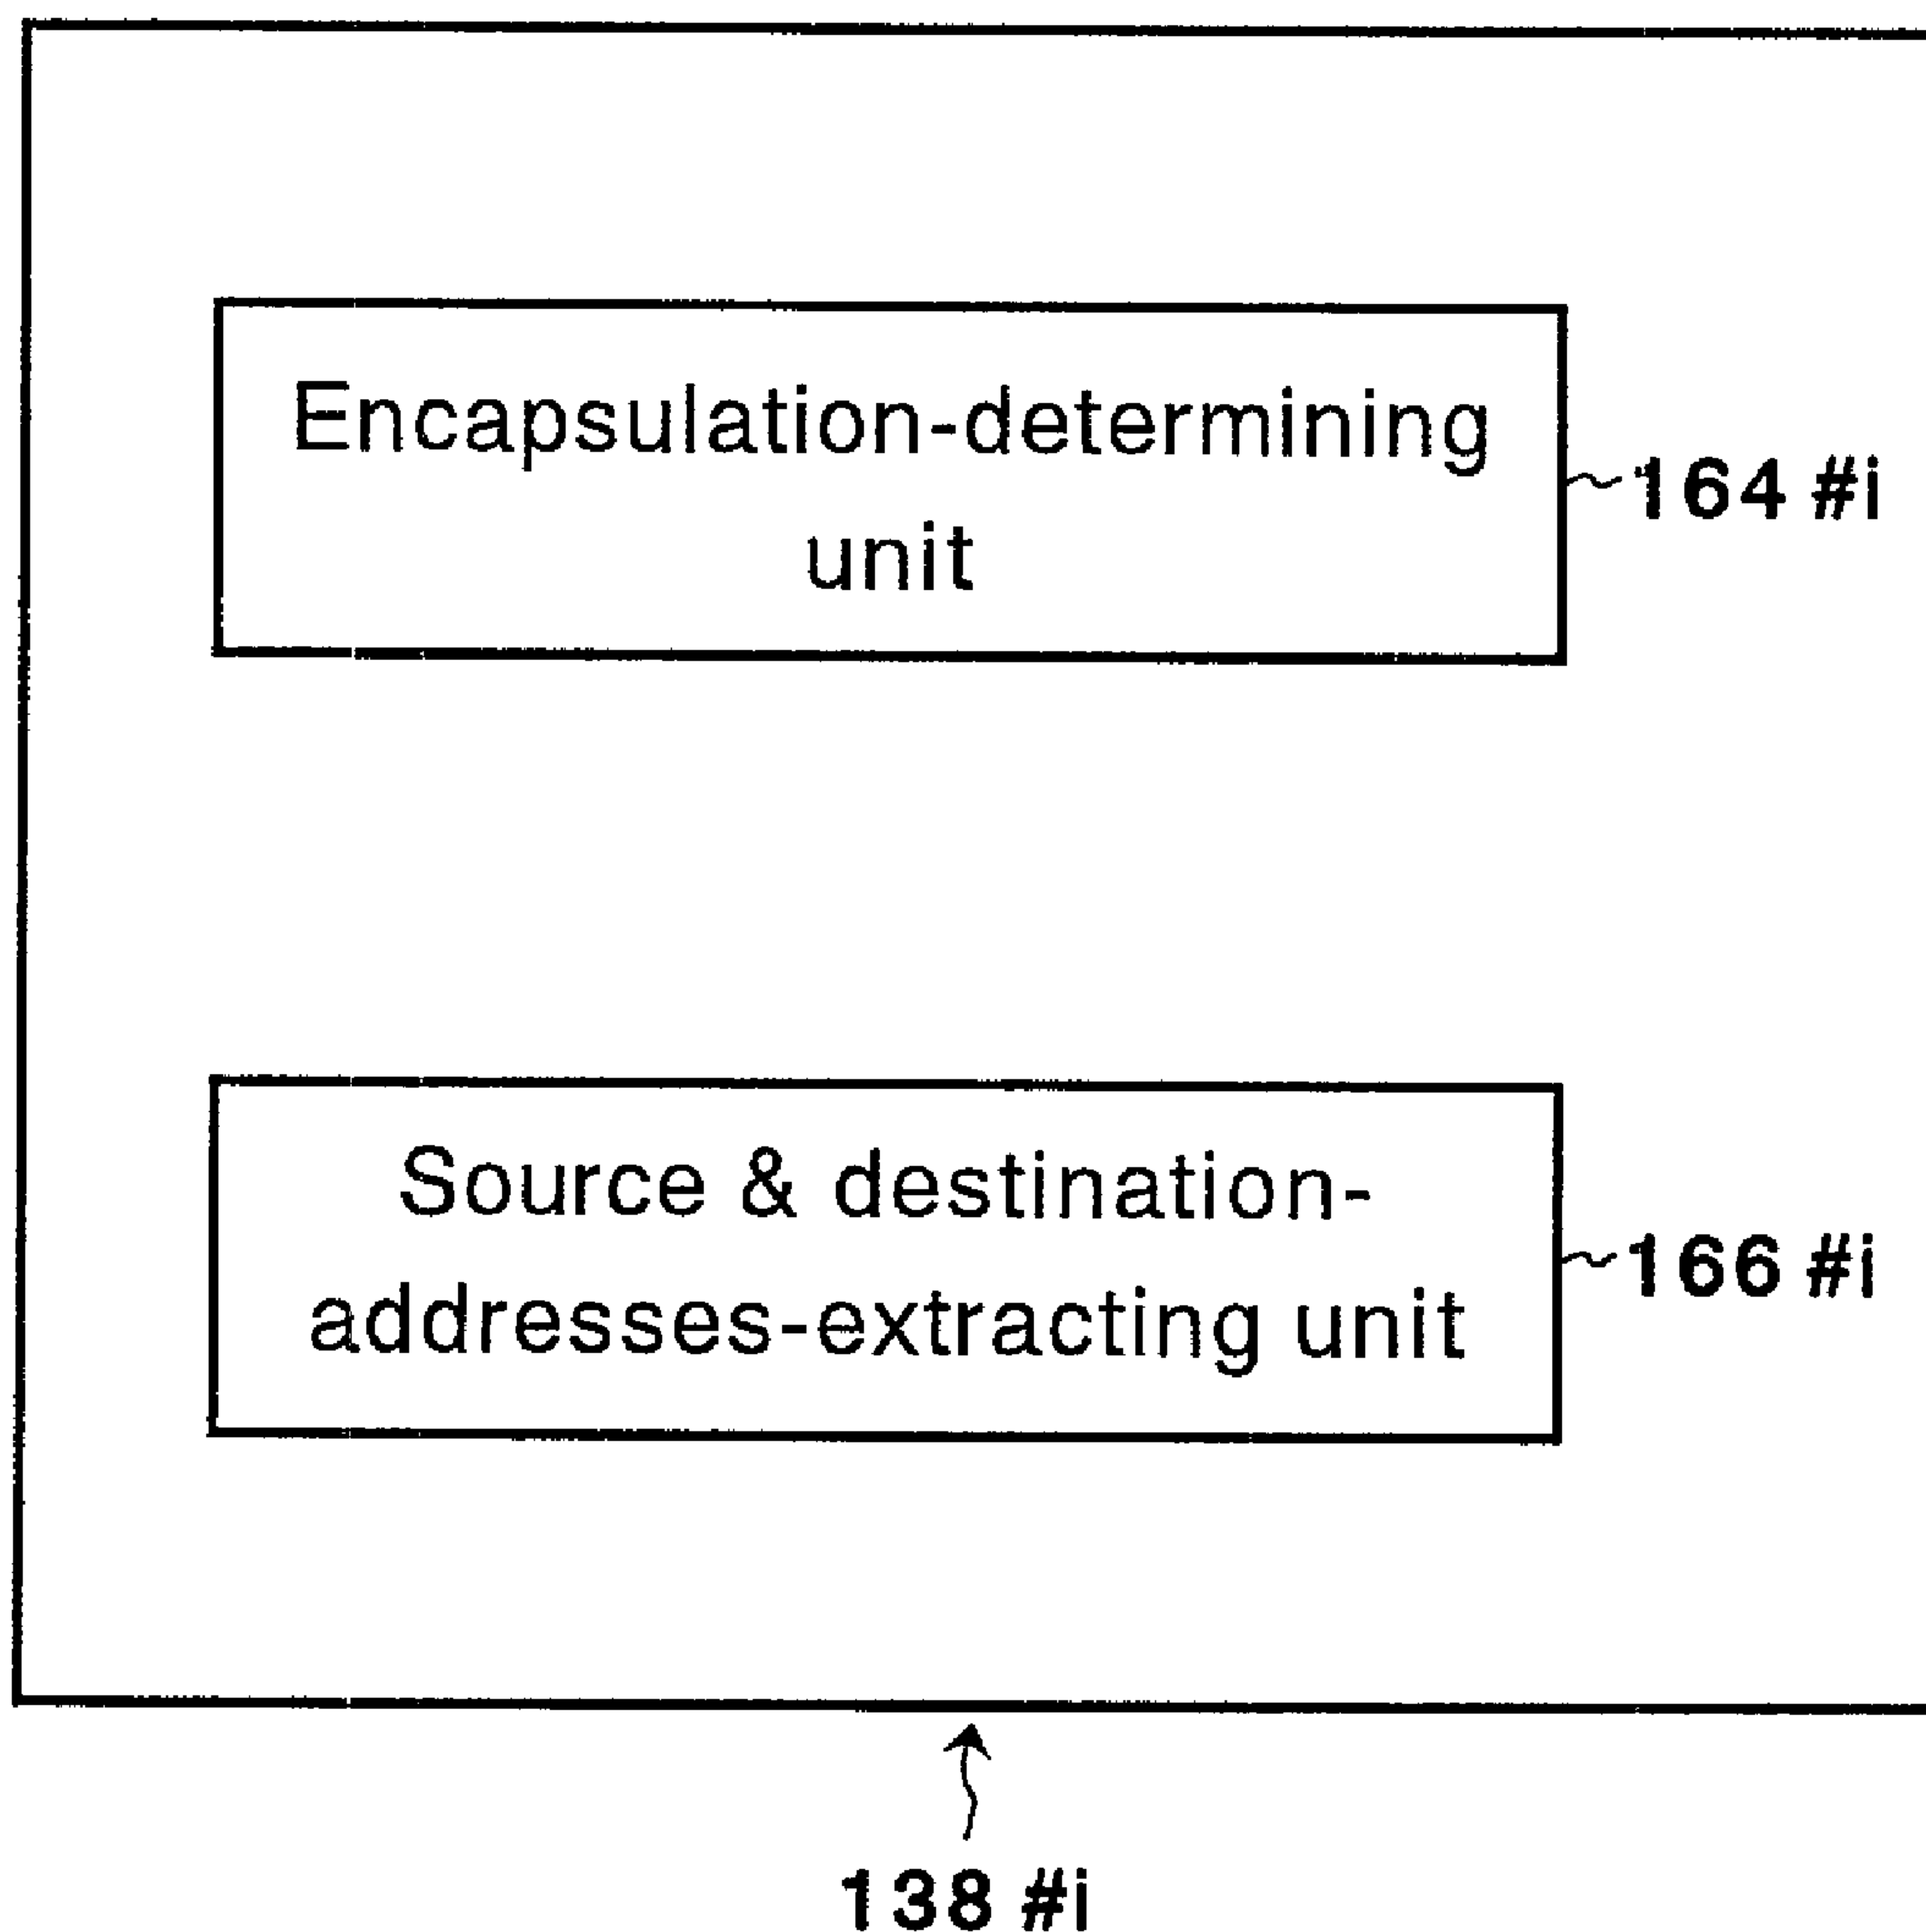 Encapsulation-determining
unit
164 #i
Source & destination-
addresses-extracting unit
166 #i
138 #i